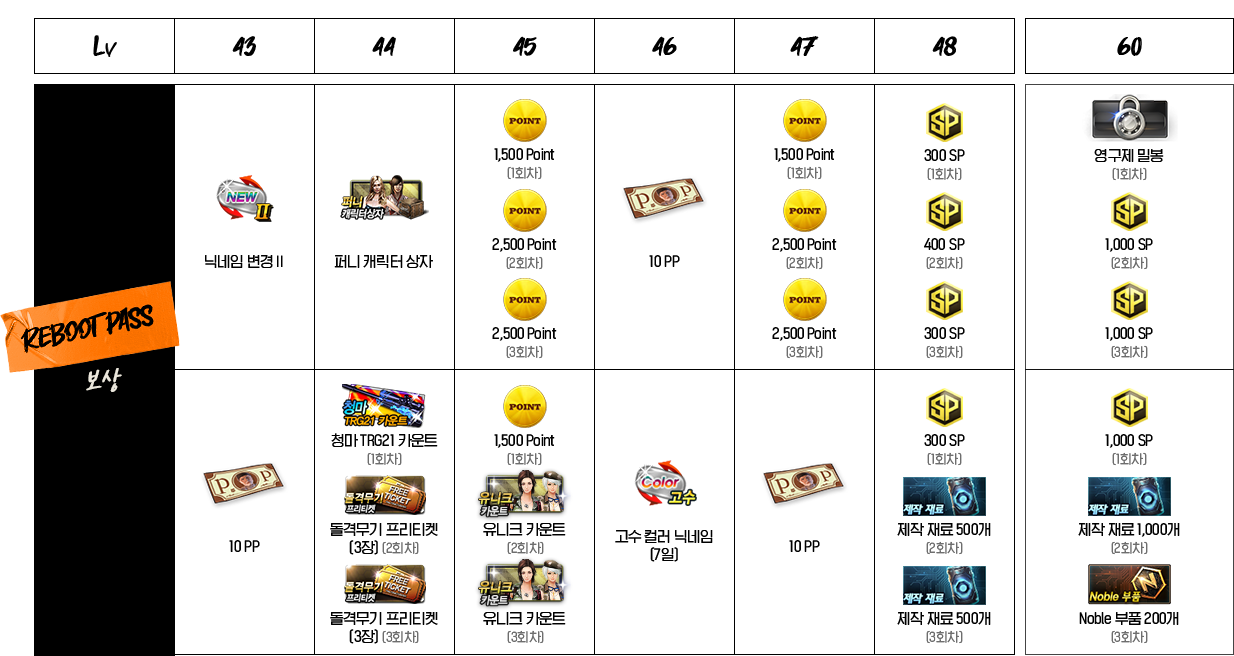 Lv 43 44 45 46 47 48 60
REBOOT PASS
보상
NEW II
닉네임 변경 II
퍼니
캐릭터상자
퍼니 캐릭터 상자
POINT
1,500 Point
(1회차)
POINT
2,500 Point
(2회차)
POINT
2,500 Point
(3회차)
P P
10 PP
POINT
1,500 Point
(1회차)
POINT
2,500 Point
(2회차)
POINT
2,500 Point
(3회차)
SP
300 SP
(1회차)
SP
400 SP
(2회차)
SP
300 SP
(3회차)
영구제 밀봉
(1회차)
SP
1,000 SP
(2회차)
SP
1,000 SP
(3회차)
P P
10 PP
청마
TRG21 카운트
청마 TRG21 카운트
(1회차)
FREE
TICKET
돌격무기
프리티켓
돌격무기 프리티켓
(3장) (2회차)
FREE
TICKET
돌격무기
프리티켓
돌격무기 프리티켓
(3장) (3회차)
POINT
1,500 Point
(1회차)
유니크
카운트
유니크 카운트
(2회차)
유니크
카운트
유니크 카운트
(3회차)
Color
고수
고수 컬러 닉네임
(7일)
P P
10 PP
SP
300 SP
(1회차)
제작 재료
제작 재료 500개
(2회차)
제작 재료
제작 재료 500개
(3회차)
SP
1,000 SP
(1회차)
제작 재료
제작 재료 1,000개
(2회차)
N
Noble 부품
Noble 부품 200개
(3회차)